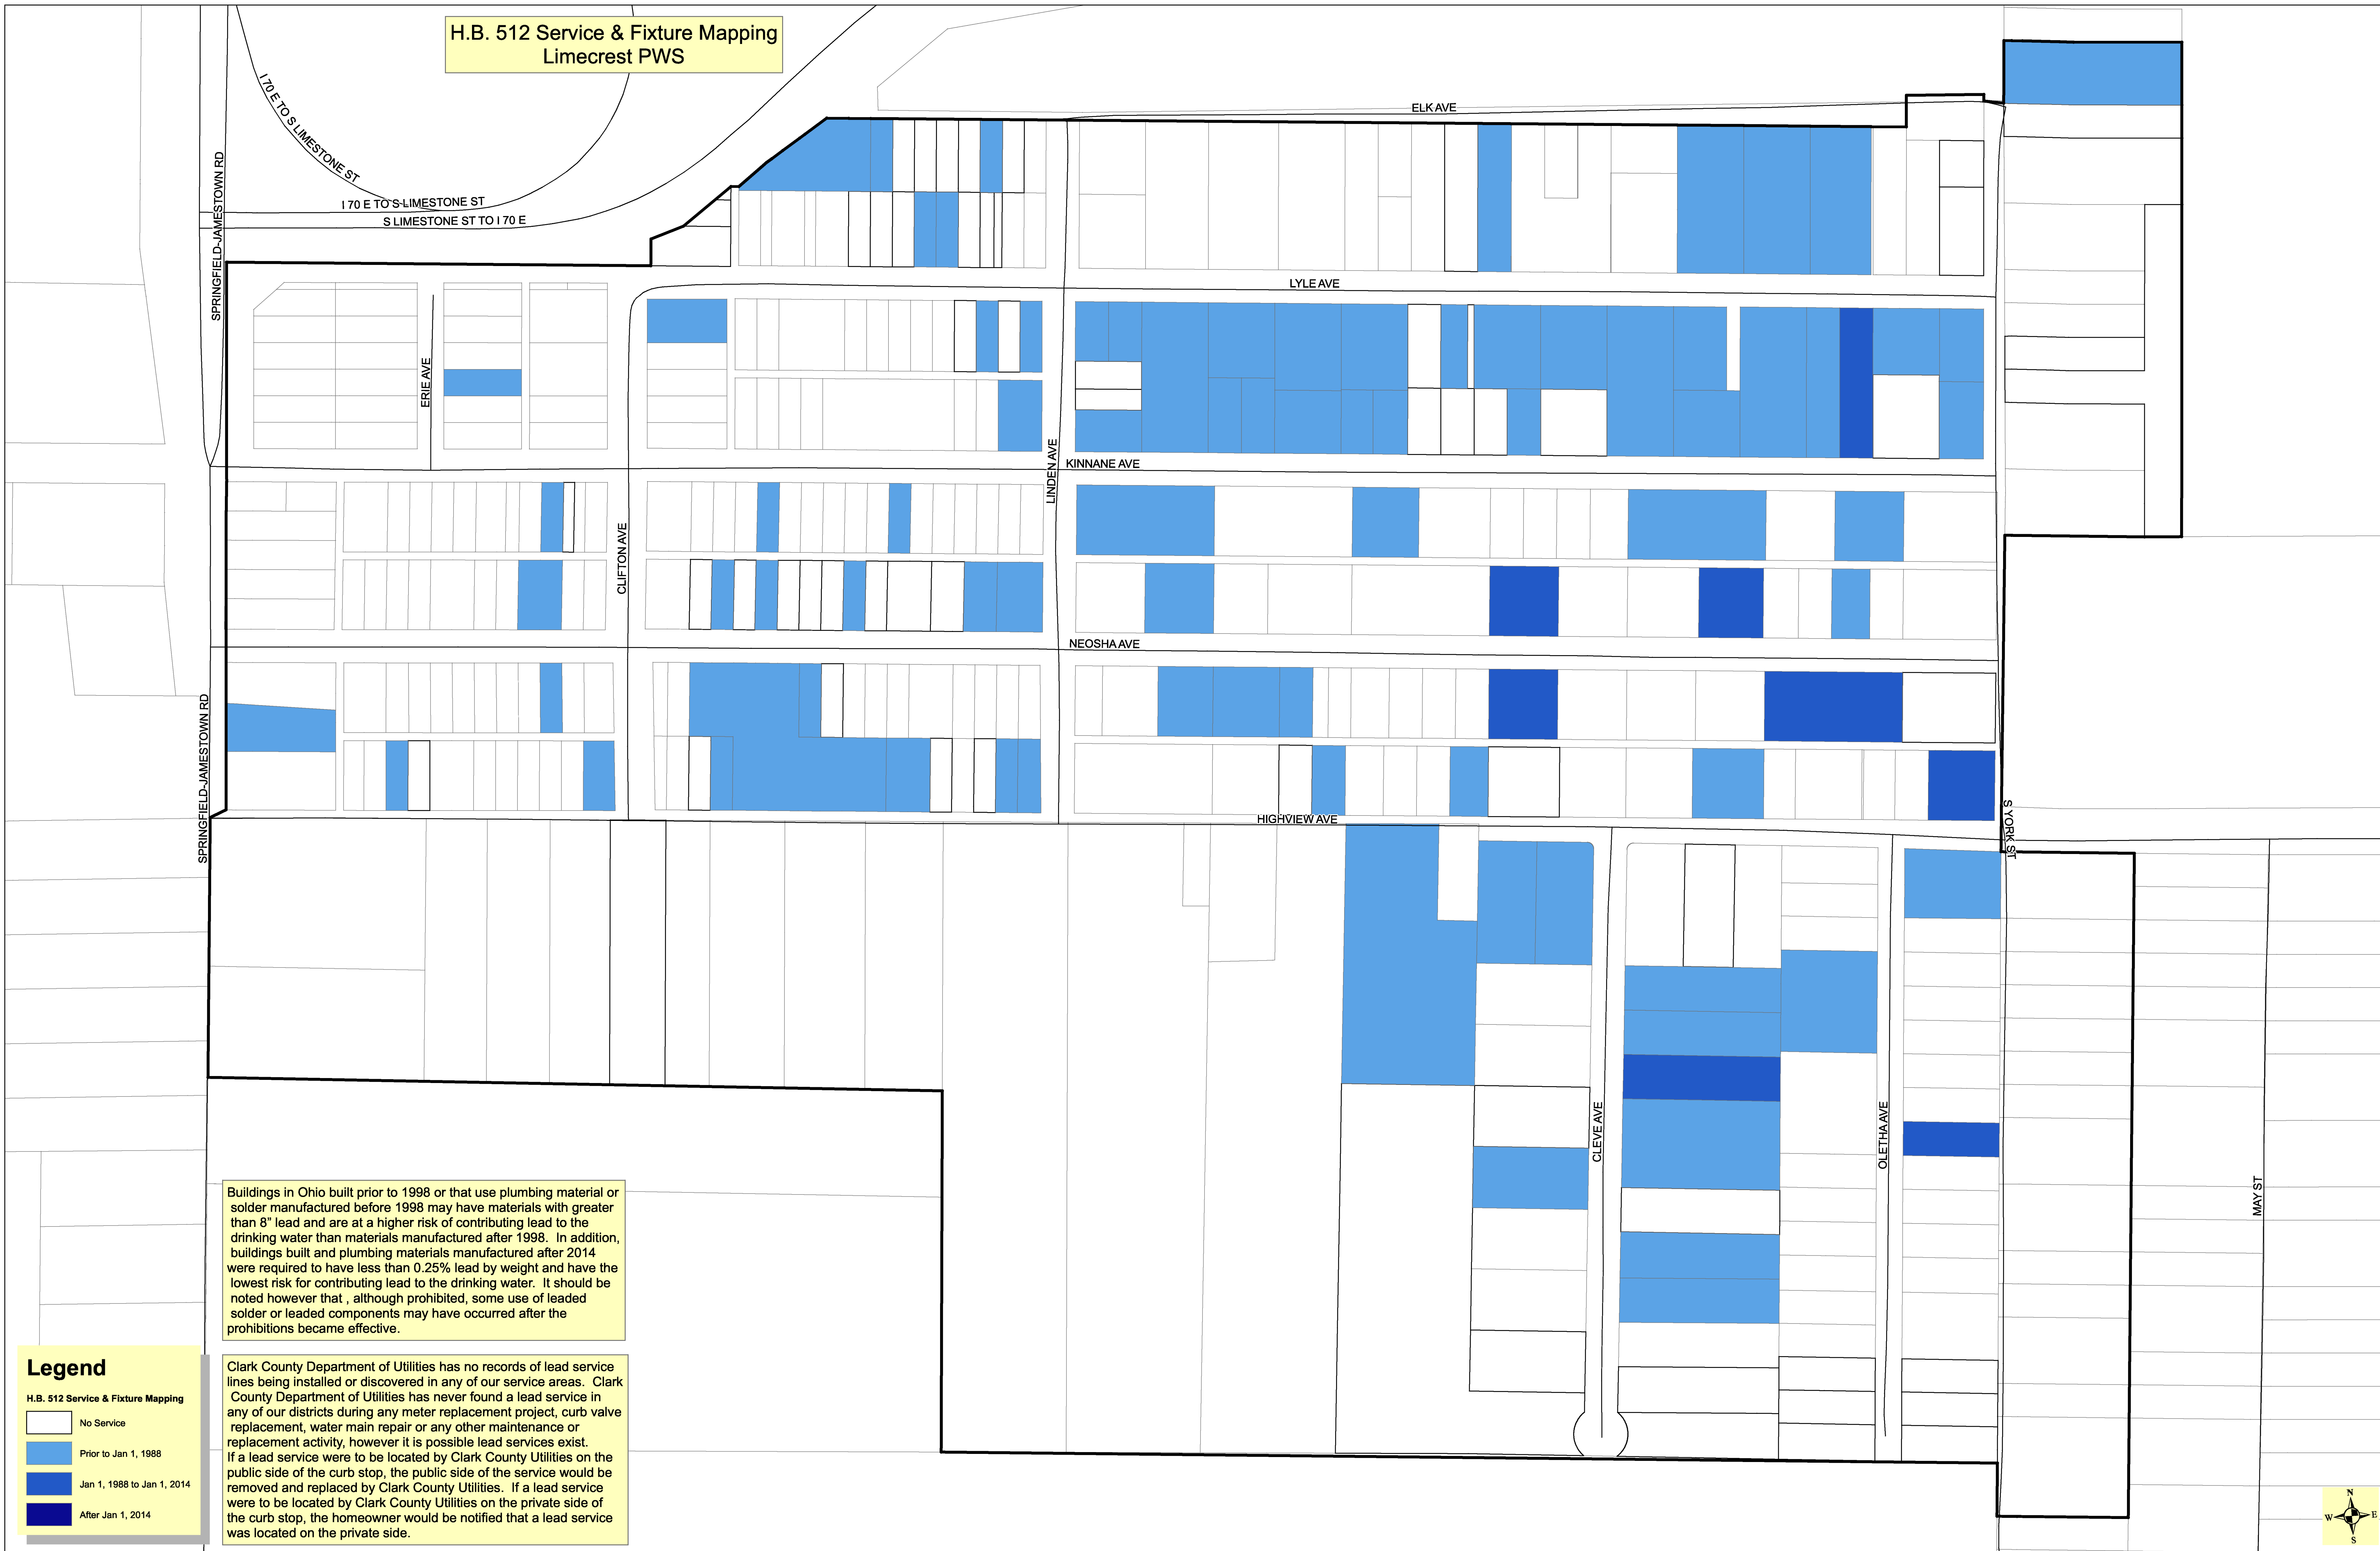 H.B. 512 Service & Fixture Mapping
Limecrest PWS
ELK AVE
I 70 E TO S LIMESTONE ST
SPRINGFIELD-JAMESTOWN RD
I 70 E TO S LIMESTONE ST
S LIMESTONE ST TO I 70 E
LYLE AVE
ERIE AVE
LINDEN AVE
KINNANE AVE
CLIFTON AVE
NEOSHA AVE
SPRINGFIELD-JAMESTOWN RD
HIGHVIEW AVE
S YORK ST
CLEVE AVE
OLETHA AVE
MAY ST
Buildings in Ohio built prior to 1998 or that use plumbing material or
solder manufactured before 1998 may have materials with greater
than 8” lead and are at a higher risk of contributing lead to the
drinking water than materials manufactured after 1998. In addition,
buildings built and plumbing materials manufactured after 2014
were required to have less than 0.25% lead by weight and have the
lowest risk for contributing lead to the drinking water. It should be
noted however that , although prohibited, some use of leaded
solder or leaded components may have occurred after the
prohibitions became effective.
Clark County Department of Utilities has no records of lead service
lines being installed or discovered in any of our service areas. Clark
County Department of Utilities has never found a lead service in
any of our districts during any meter replacement project, curb valve
replacement, water main repair or any other maintenance or
replacement activity, however it is possible lead services exist.
If a lead service were to be located by Clark County Utilities on the
public side of the curb stop, the public side of the service would be
removed and replaced by Clark County Utilities. If a lead service
were to be located by Clark County Utilities on the private side of
the curb stop, the homeowner would be notified that a lead service
was located on the private side.
Legend
H.B. 512 Service & Fixture Mapping
No Service
Prior to Jan 1, 1988
Jan 1, 1988 to Jan 1, 2014
After Jan 1, 2014
N
W E
S